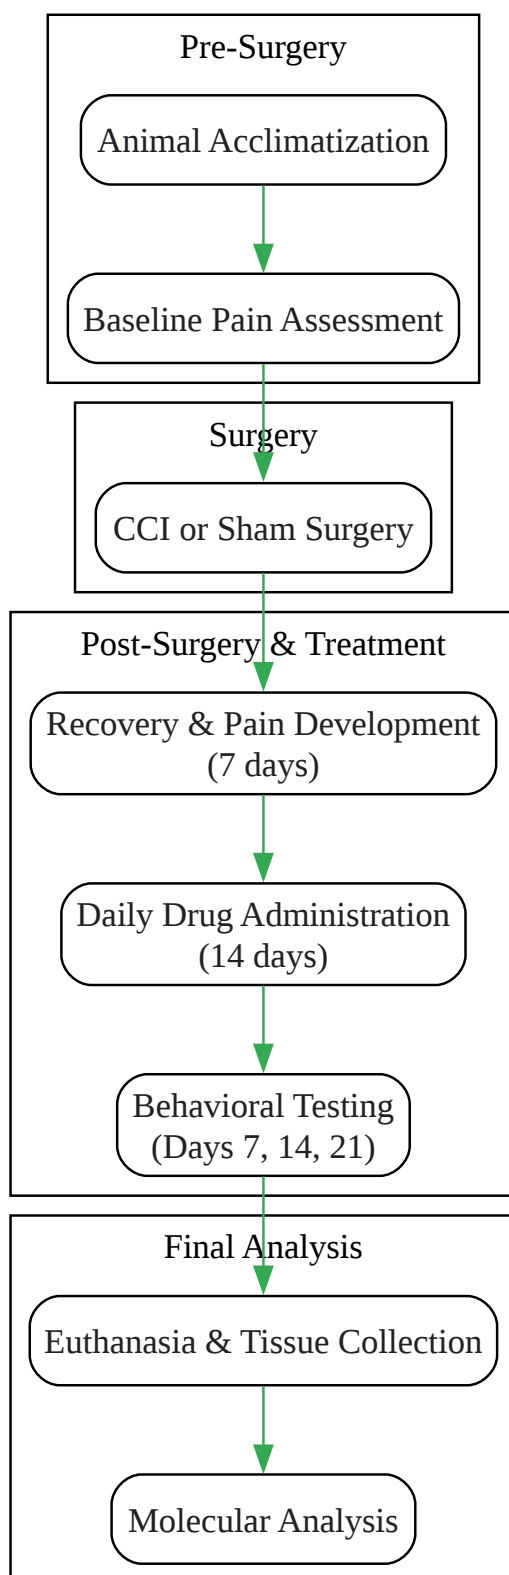 Pre-Surgery
Animal Acclimatization
Baseline Pain Assessment
Surgery
CCI or Sham Surgery
Post-Surgery & Treatment
Recovery & Pain Development
(7 days)
Daily Drug Administration
(14 days)
Behavioral Testing
(Days 7, 14, 21)
Final Analysis
Euthanasia & Tissue Collection
Molecular Analysis